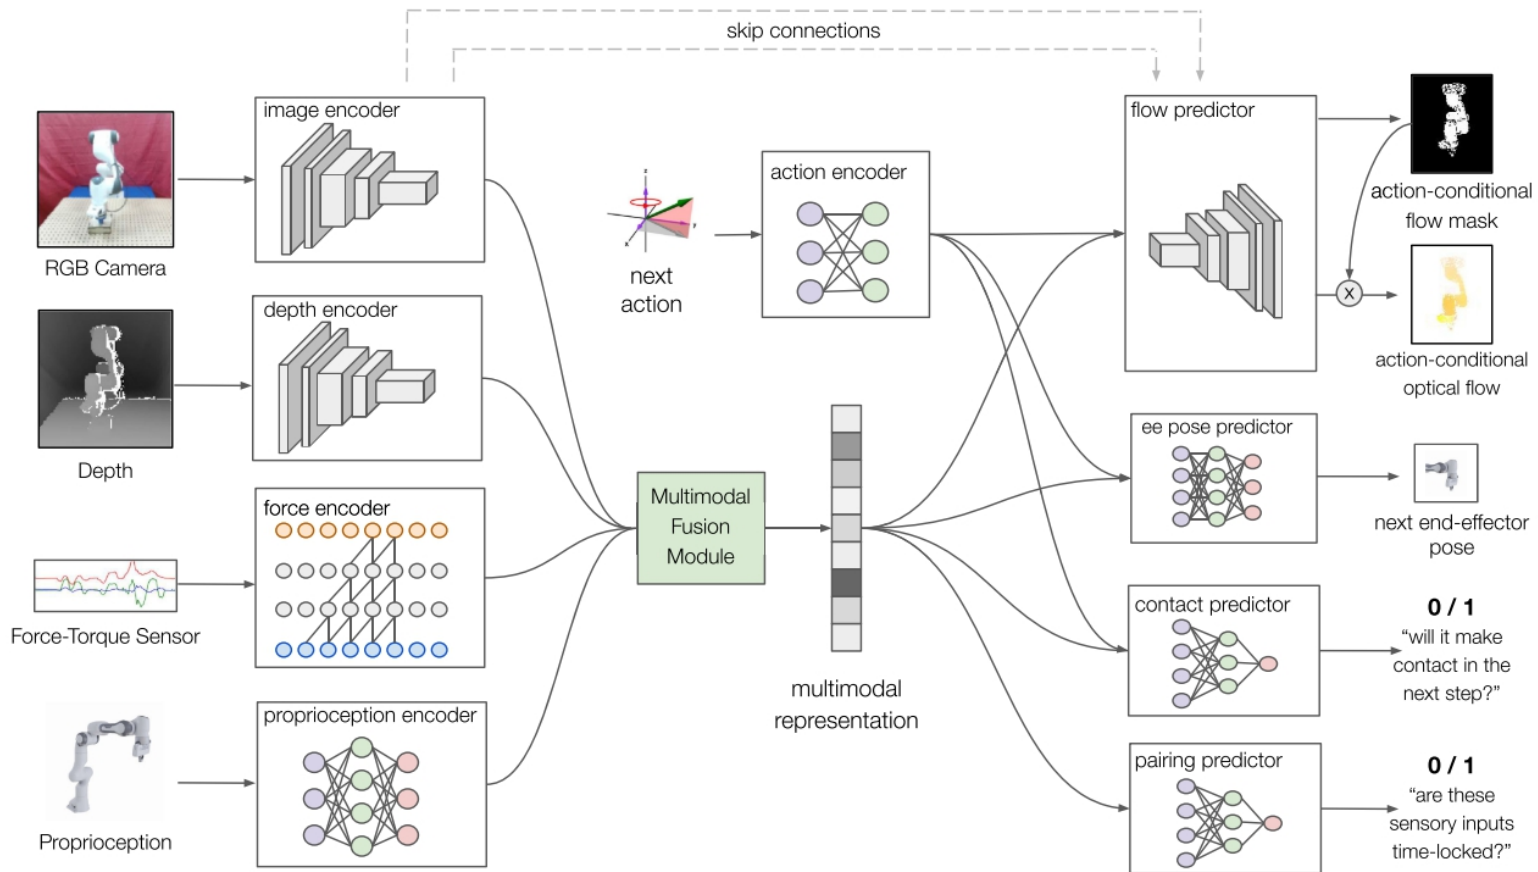 skip connections
image encoder
RGB Camera
depth encoder
Depth
force encoder
Force-Torque Sensor
proprioception encoder
Proprioception
z
y
x
next
action
action encoder
Multimodal
Fusion
Module
multimodal
representation
flow predictor
action-conditional
flow mask
X
action-conditional
optical flow
ee pose predictor
next end-effector
pose
contact predictor
0 / 1
“will it make
contact in the
next step?”
pairing predictor
0 / 1
“are these
sensory inputs
time-locked?”